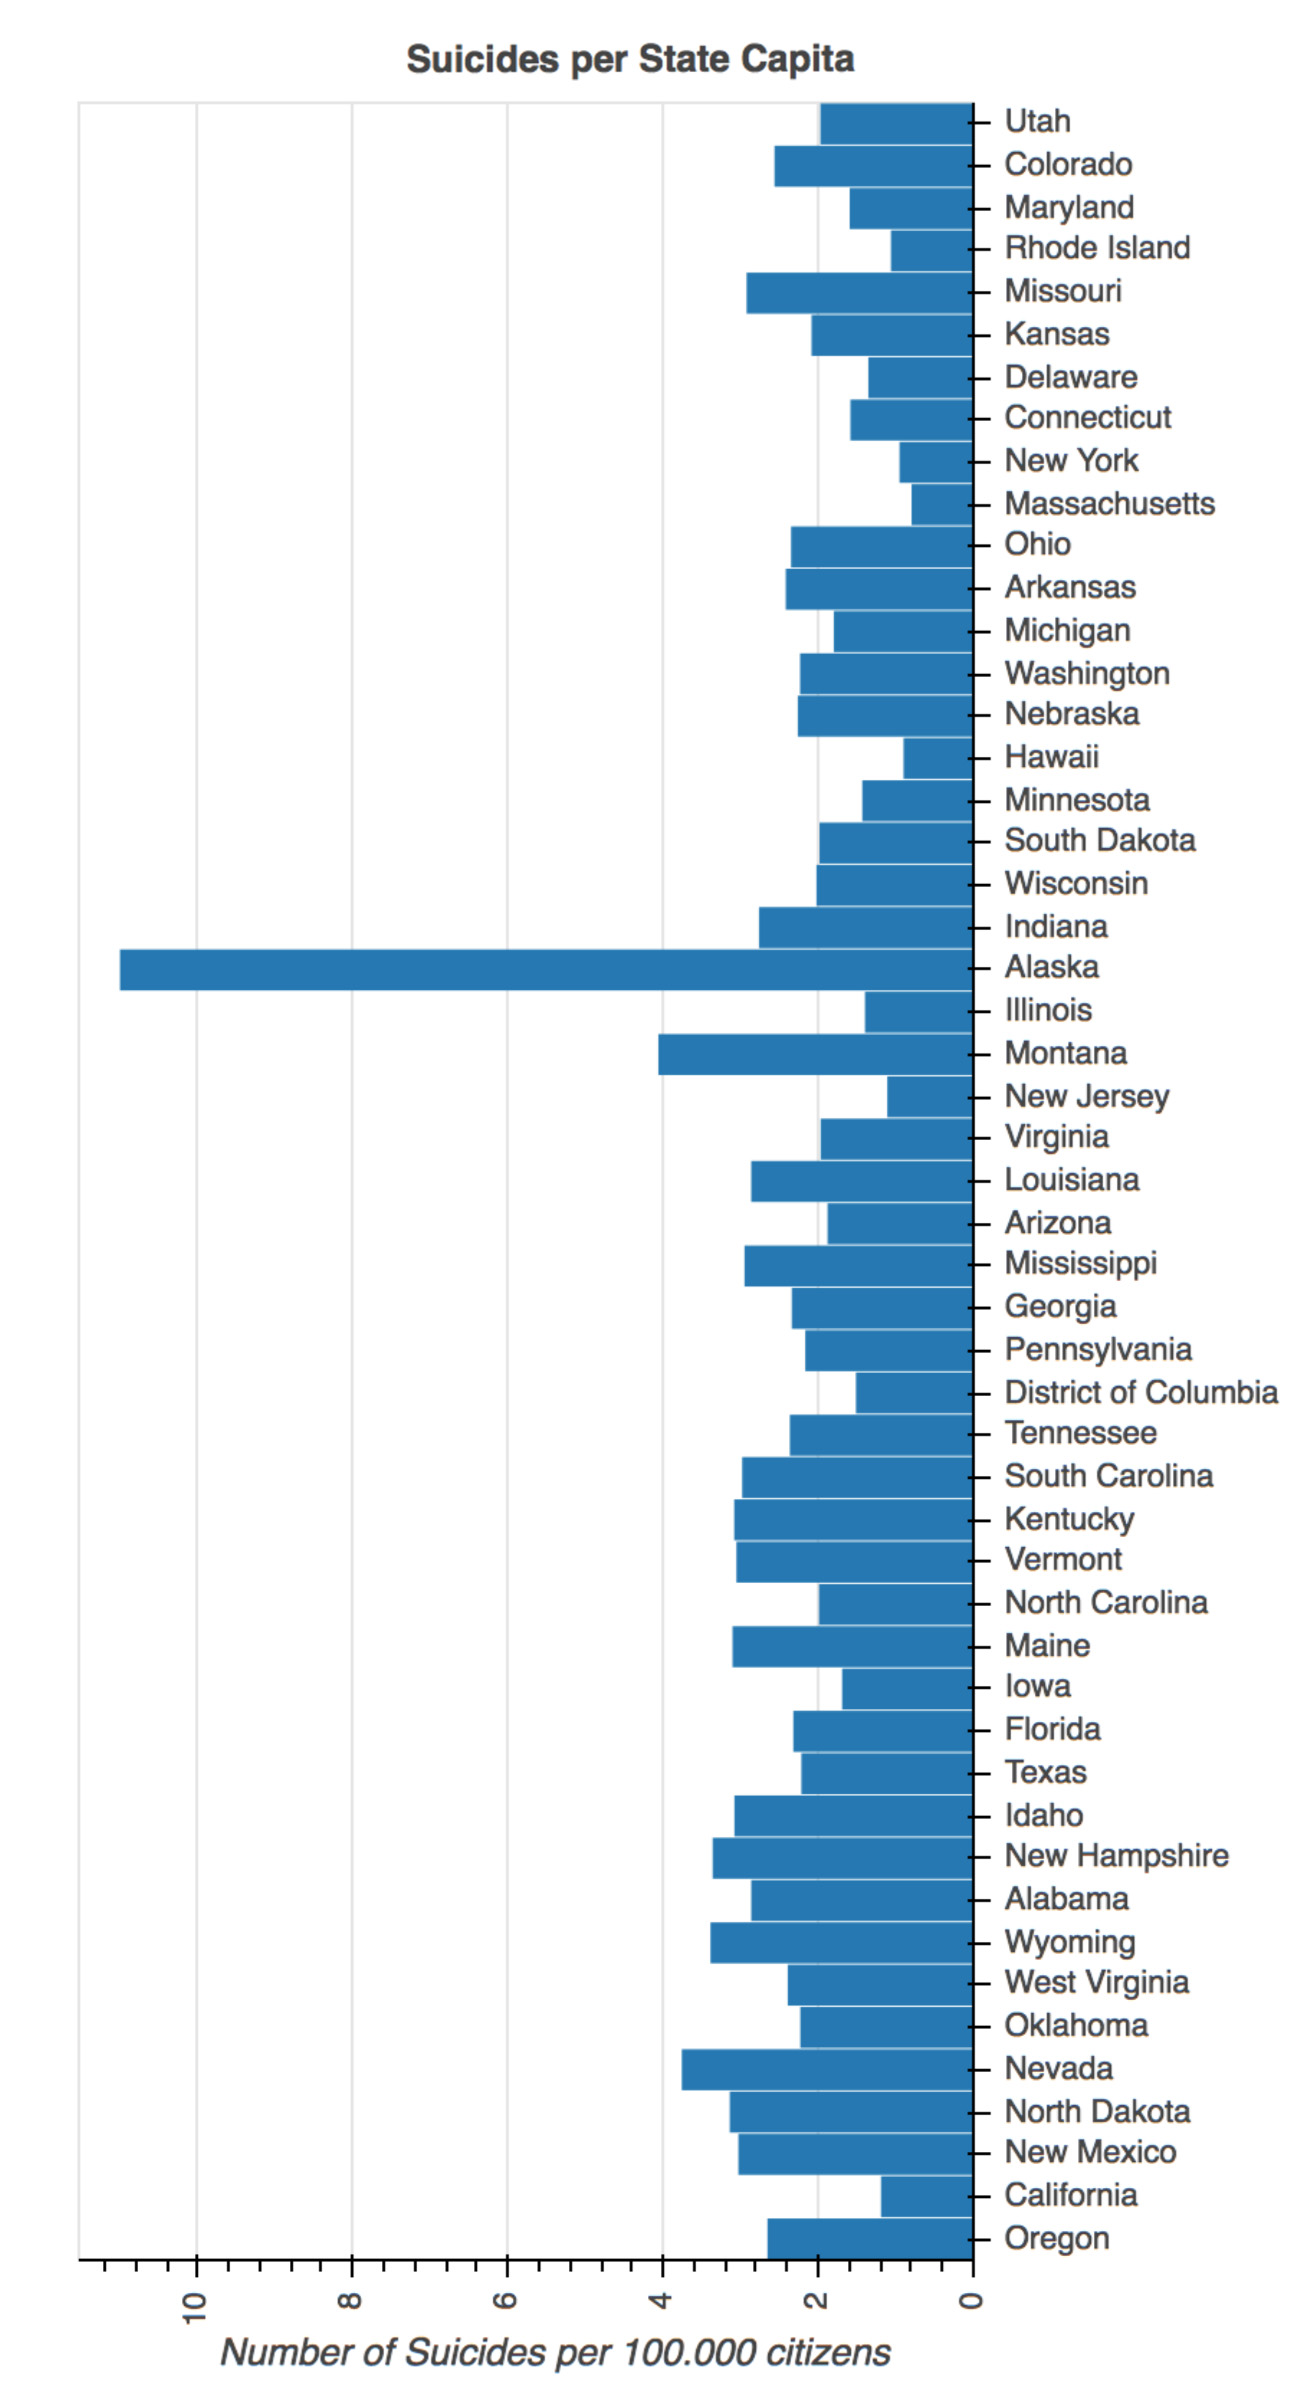 Suicides per State Capita
Utah
Colorado
Maryland
Rhode Island
Missouri
Kansas
Delaware
Connecticut
New York
Massachusetts
Ohio
Arkansas
Michigan
Washington
Nebraska
Hawaii
Minnesota
South Dakota
Wisconsin
Indiana
Alaska
Illinois
Montana
New Jersey
Virginia
Louisiana
Arizona
Mississippi
Georgia
Pennsylvania
District of Columbia
Tennessee
South Carolina
Kentucky
Vermont
North Carolina
Maine
Iowa
Florida
Texas
Idaho
New Hampshire
Alabama
Wyoming
West Virginia
Oklahoma
Nevada
North Dakota
New Mexico
California
Oregon
10 8 6 4 2 0
Number of Suicides per 100.000 citizens